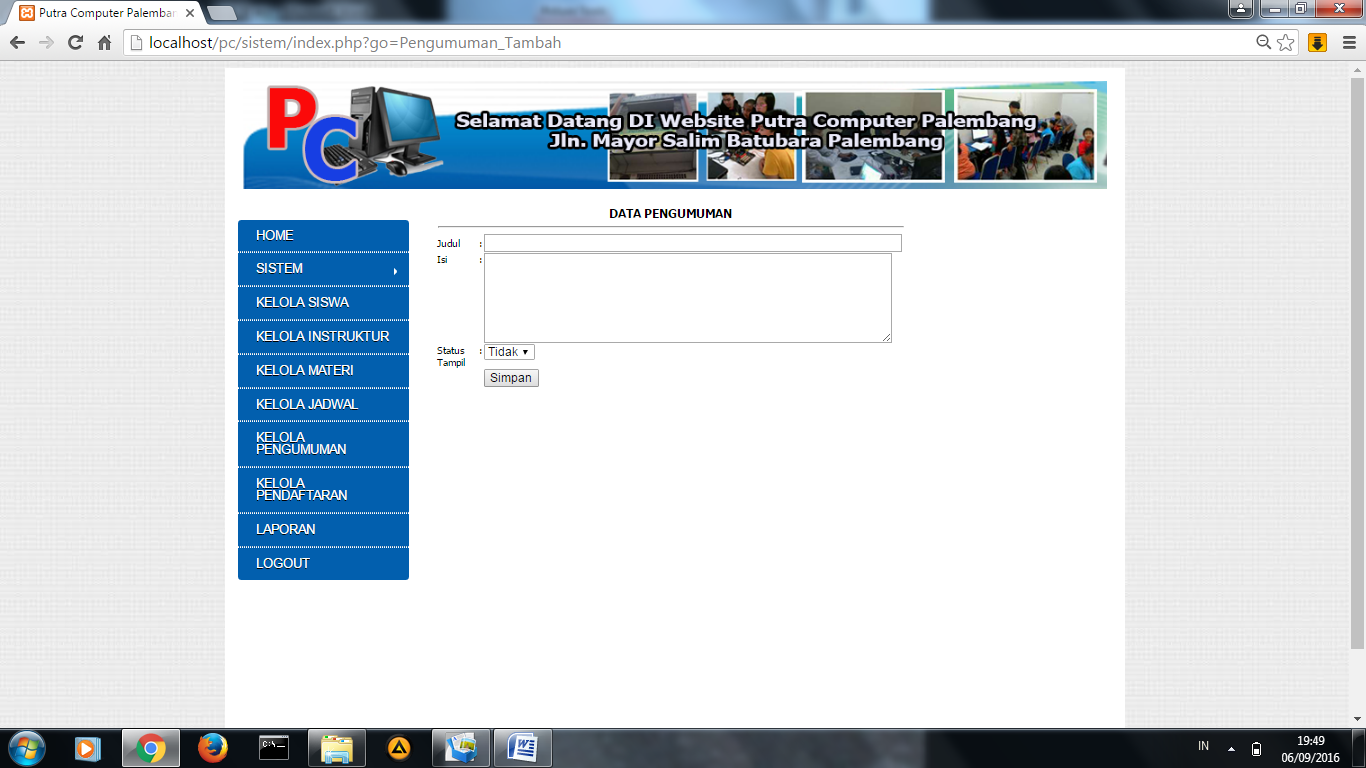 Putra Computer Palembar
localhost/pc/sistem/index.php?go=Pengumuman_Tambah
PC
Selamat Datang DI Website Putra Computer Palembang
Jln. Mayor Salim Batubara Palembang
DATA PENGUMUMAN
HOME
SISTEM
KELOLA SISWA
KELOLA INSTRUKTUR
KELOLA MATERI
KELOLA JADWAL
KELOLA
PENGUMUMAN
KELOLA
PENDAFTARAN
LAPORAN
LOGOUT
Judul :
Isi :
Status : Tidak
Tampil
Simpan
IN
19:49
06/09/2016